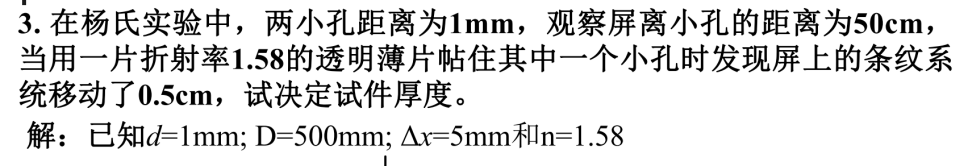 3. 在杨氏实验中，两小孔距离为1mm，观察屏离小孔的距离为50cm，
当用一片折射率1.58的透明薄片帖住其中一个小孔时发现屏上的条纹系
统移动了0.5cm，试决定试件厚度。
解：已知d=1mm; D=500mm; Δx=5mm和n=1.58